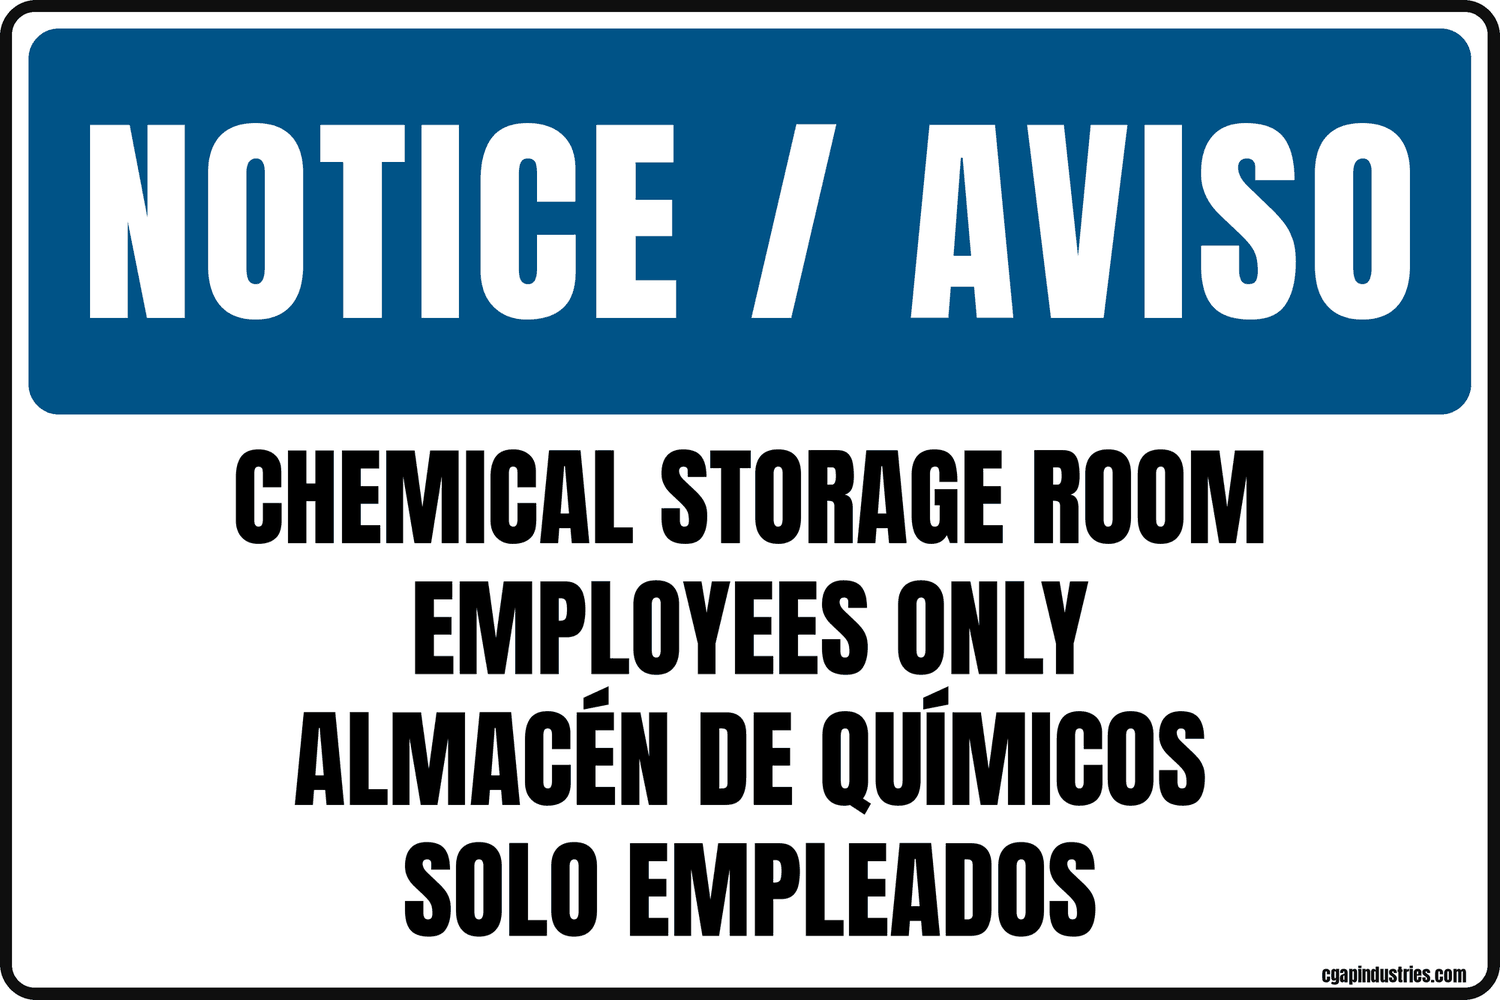 NOTICE / AVISO
CHEMICAL STORAGE ROOM
EMPLOYEES ONLY
ALMACÉN DE QUÍMICOS
SOLO EMPLEADOS
cgapindustries.com